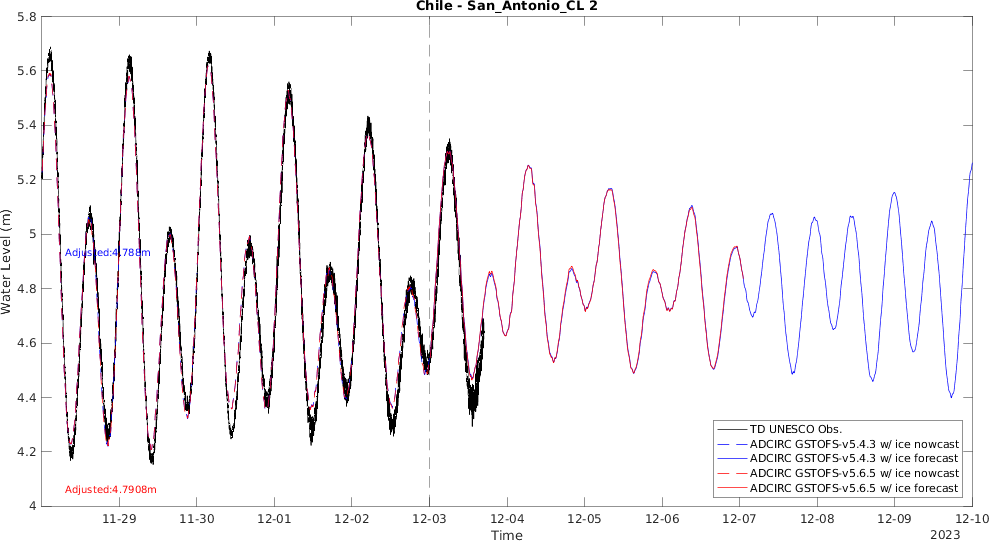 Chile - San_Antonio_CL 2
5.8
5.6
5.4
5.2
5
4.8
4.6
4.4
4.2
4
Water Level (m)
Adjusted:4.788m
Adjusted:4.7908m
TD UNESCO Obs.
ADCIRC GSTOFS-v5.4.3 w/ ice nowcast
ADCIRC GSTOFS-v5.4.3 w/ ice forecast
ADCIRC GSTOFS-v5.6.5 w/ ice nowcast
ADCIRC GSTOFS-v5.6.5 w/ ice forecast
11-29 11-30 12-01 12-02 12-03 12-04 12-05 12-06 12-07 12-08 12-09 12-10
Time
2023